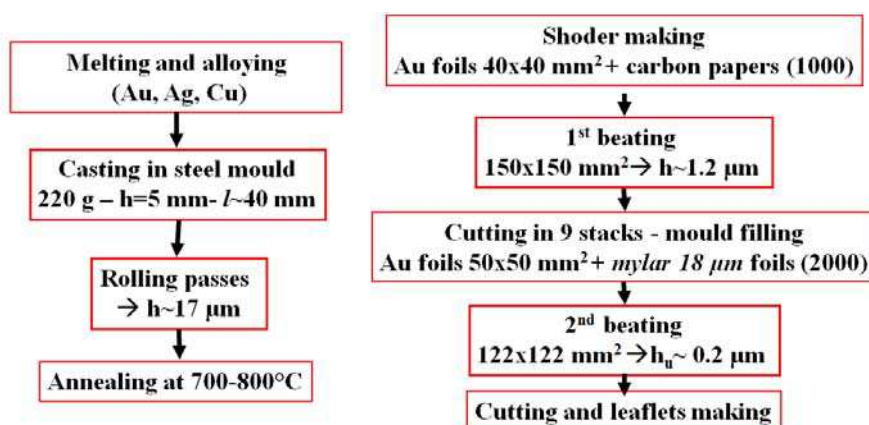 Melting and alloying
(Au, Ag, Cu)
Casting in steel mould
220 g – h=5 mm- l~40 mm
Rolling passes
→ h~17 µm
Annealing at 700-800°C
Shoder making
Au foils 40x40 mm² + carbon papers (1000)
1st beating
150x150 mm² → h~1.2 µm
Cutting in 9 stacks - mould filling
Au foils 50x50 mm² + mylar 18 µm foils (2000)
2nd beating
122x122 mm² → hu~ 0.2 µm
Cutting and leaflets making